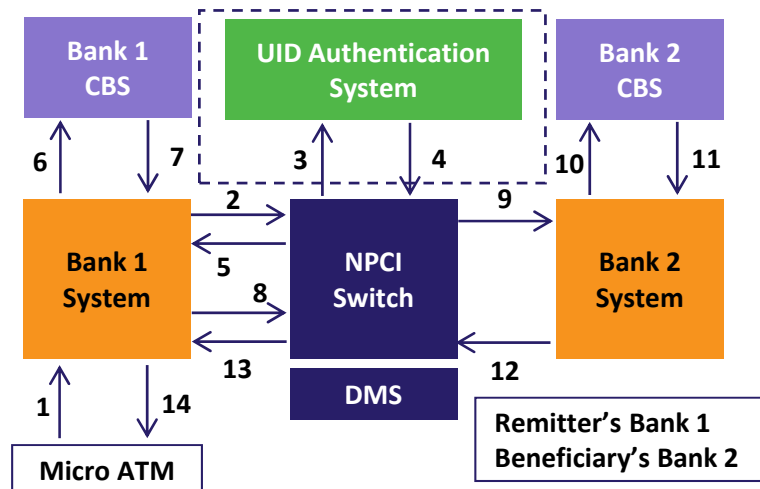 Bank 1
CBS
UID Authentication
System
Bank 2
CBS
6
7
3
4
10
11
2
9
Bank 1
System
5
NPCI
Switch
Bank 2
System
8
13
12
1
14
DMS
Micro ATM
Remitter's Bank 1
Beneficiary's Bank 2